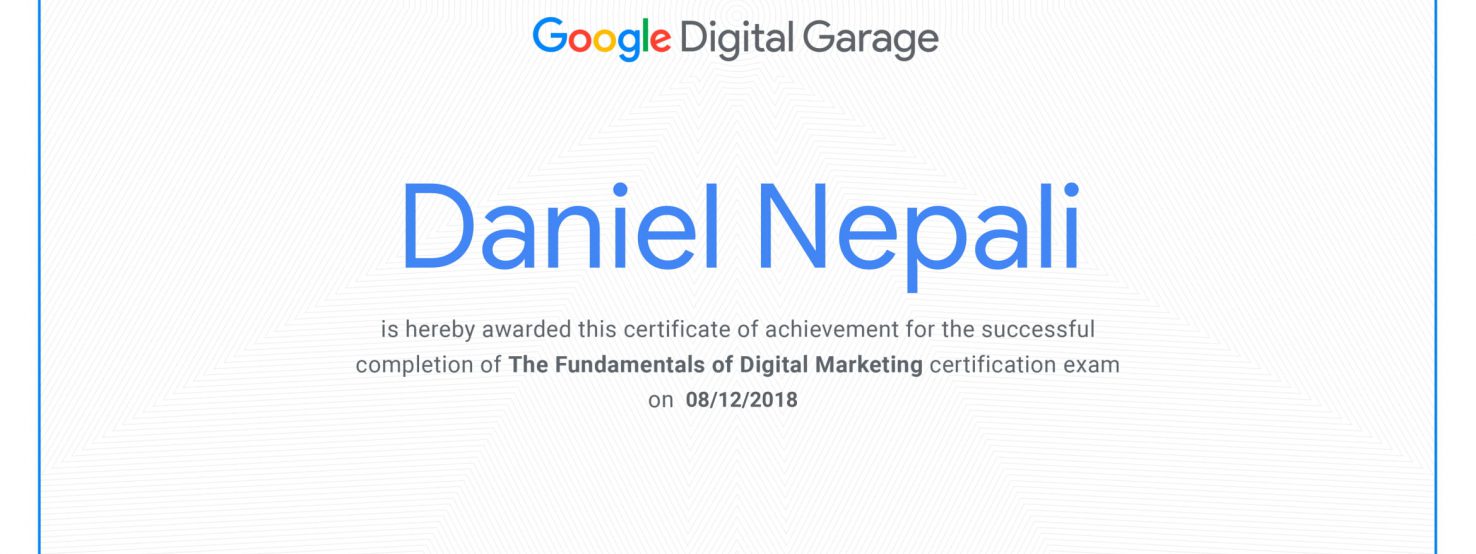 Google Digital Garage
Daniel Nepali
is hereby awarded this certificate of achievement for the successful
completion of The Fundamentals of Digital Marketing certification exam
on 08/12/2018